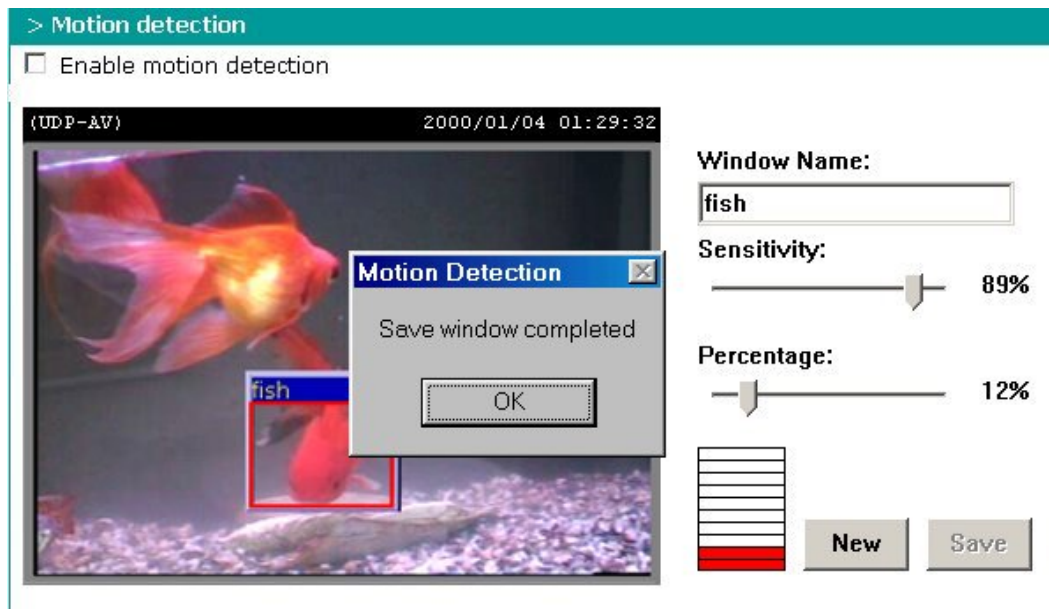 > Motion detection
Enable motion detection
(UDP-AV) 2000/01/04 01:29:32
Window Name:
fish
Sensitivity:
89%
Percentage:
12%
Motion Detection
Save window completed
OK
fish
New Save